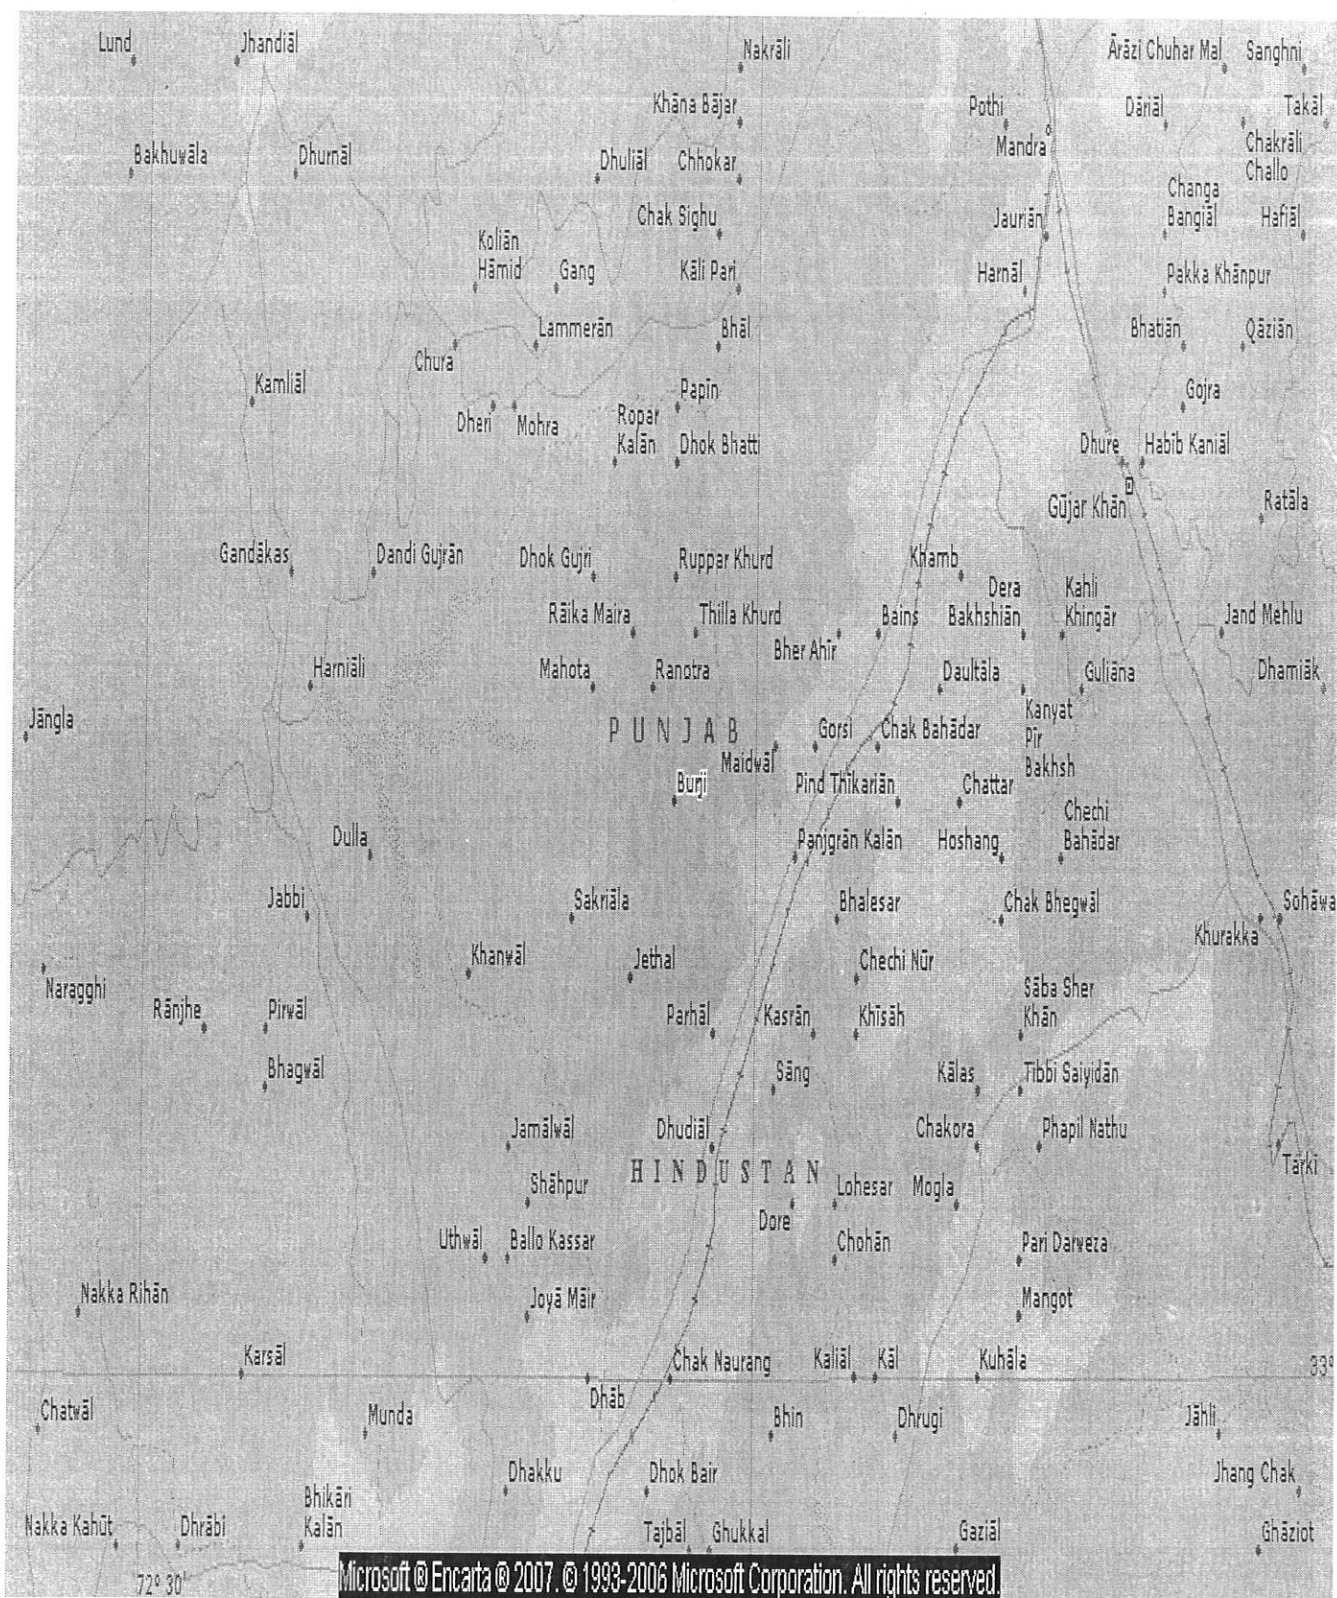 Lund
Jhandiāl
Nakrāli
Ārāzi Chuhar Mal
Sanghni
Khāna Bājar
Pothi
Dāriāl
Takāl
Mandra
Bakhuwāla
Dhurnāl
Dhuliāl
Chhokar
Chakrāli
Challo
Changa
Bangiāl
Chak Sighu
Jauriān
Hafiāl
Koliān
Hāmid
Gang
Kāli Pari
Harnāl
Pakka Khānpur
Lammerān
Bhāl
Bhatiān
Qāziān
Chura
Kamliāl
Papīn
Gojra
Dheri
Mohra
Ropar
Kalān
Dhok Bhatti
Dhure
Habīb Kaniāl
Gūjar Khān
Ratāla
Gandākas
Dandi Gujrān
Dhok Gujri
Ruppar Khurd
Khamb
Dera
Bakhshiān
Kahli
Khingār
Rāika Maira
Thilla Khurd
Bher Ahīr
Bains
Jand Mehlu
Harniāli
Mahota
Ranotra
Daultāla
Guliāna
Dhamiāk
Jāngla
PUNJAB
Maidwāl
Gorsi
Chak Bahādar
Kanyat
Pīr
Bakhsh
Burji
Pind Thīkariān
Chattar
Dulla
Panjgrān Kalān
Hoshang
Chechi
Bahādar
Jabbi
Sakriāla
Bhalesar
Chak Bhegwāl
Khurakka
Sohāwa
Naragghi
Khanwāl
Jethal
Chechi Nūr
Rānjhe
Pirwāl
Parhāl
Kasrān
Khīsāh
Sāba Sher
Khān
Bhagwāl
Sāng
Kālas
Tibbi Saiyidān
Jamālwāl
Dhudiāl
Chakora
Phapil Nathu
Tarki
HINDUSTAN
Shāhpur
Dore
Lohesar
Mogla
Uthwāl
Ballo Kassar
Chohān
Pari Darweza
Nakka Rihān
Joyā Māir
Mangot
Karsāl
Chak Naurang
Kaliāl
Kāl
Kuhāla
33°
Dhāb
Chatwāl
Munda
Bhin
Dhrugi
Jāhli
Dhakku
Dhok Bair
Jhang Chak
Nakka Kahūt
Dhrābi
Bhikāri
Kalān
Tajbāl
Ghukkal
Gaziāl
Ghāziot
72° 30'
Microsoft ® Encarta ® 2007. © 1993-2006 Microsoft Corporation. All rights reserved.